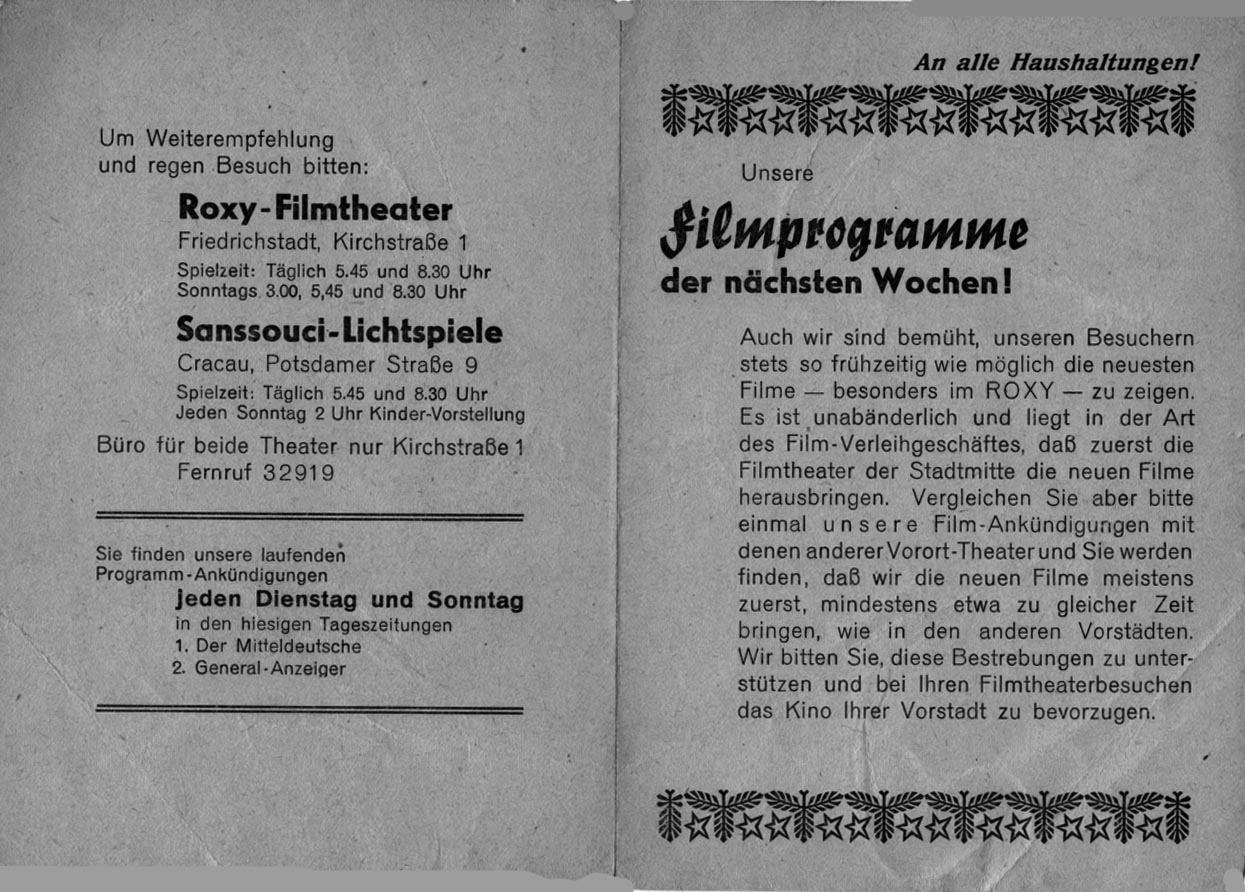 Um Weiterempfehlung
und regen Besuch bitten:
Roxy-Filmtheater
Friedrichstadt, Kirchstraße 1
Spielzeit: Täglich 5.45 und 8.30 Uhr
Sonntags 3.00, 5,45 und 8.30 Uhr
Sanssouci-Lichtspiele
Cracau, Potsdamer Straße 9
Spielzeit: Täglich 5.45 und 8.30 Uhr
Jeden Sonntag 2 Uhr Kinder-Vorstellung
Büro für beide Theater nur Kirchstraße 1
Fernruf 32919
Sie finden unsere laufenden
Programm-Ankündigungen
jeden Dienstag und Sonntag
in den hiesigen Tageszeitungen
1. Der Mitteldeutsche
2. General-Anzeiger
An alle Haushaltungen!
Unsere
Filmprogramme
der nächsten Wochen!
Auch wir sind bemüht, unseren Besuchern
stets so frühzeitig wie möglich die neuesten
Filme — besonders im ROXY — zu zeigen.
Es ist unabänderlich und liegt in der Art
des Film-Verleihgeschäftes, daß zuerst die
Filmtheater der Stadtmitte die neuen Filme
herausbringen. Vergleichen Sie aber bitte
einmal unsere Film-Ankündigungen mit
denen anderer Vorort-Theater und Sie werden
finden, daß wir die neuen Filme meistens
zuerst, mindestens etwa zu gleicher Zeit
bringen, wie in den anderen Vorstädten.
Wir bitten Sie, diese Bestrebungen zu unter-
stützen und bei Ihren Filmtheaterbesuchen
das Kino Ihrer Vorstadt zu bevorzugen.